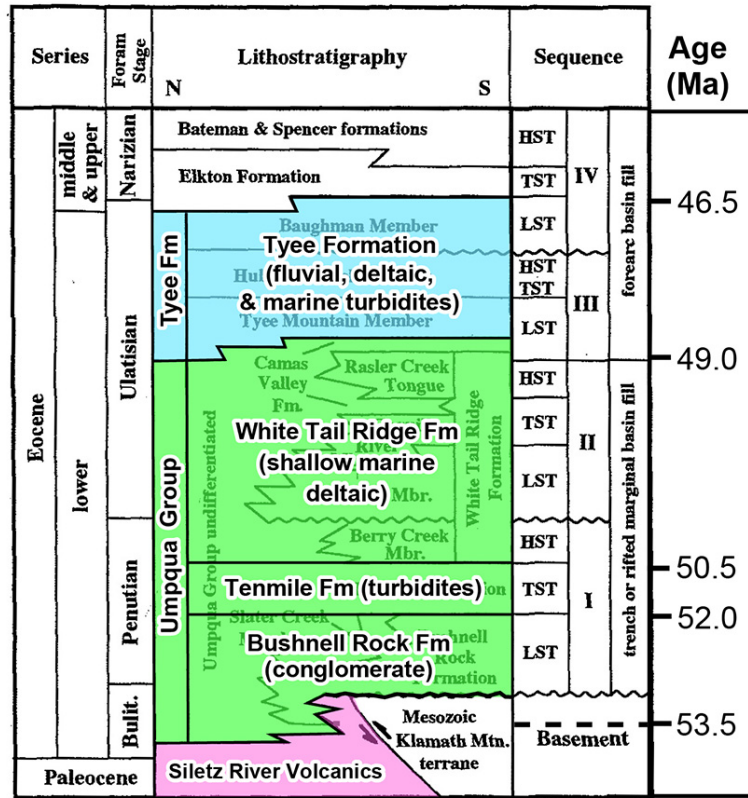 Series
Foram
Stage
Lithostratigraphy
N
S
Sequence
Age
(Ma)
Eocene
Paleocene
middle
& upper
lower
Narizian
Ulatisian
Penutian
Bulit.
Bateman & Spencer formations
Elkton Formation
Tyee Fm
Baughman Member
Tyee Formation
(fluvial, deltaic,
& marine turbidites)
Tyee Mountain Member
Umpqua Group
Umpqua Group undifferentiated
Camas
Valley
Fm.
Rasler Creek
Tongue
White Tail Ridge Fm
(shallow marine
deltaic)
River
Mbr.
White Tail Ridge
Formation
Berry Creek
Mbr.
Tenmile Fm (turbidites)
Slater Creek
Bushnell Rock Fm
(conglomerate)
Rock
Siletz River Volcanics
Mesozoic
Klamath Mtn.
terrane
HST
TST
LST
IV
HST
TST
LST
III
HST
TST
LST
II
HST
TST
LST
I
forearc basin fill
trench or rifted marginal basin fill
Basement
46.5
49.0
50.5
52.0
53.5